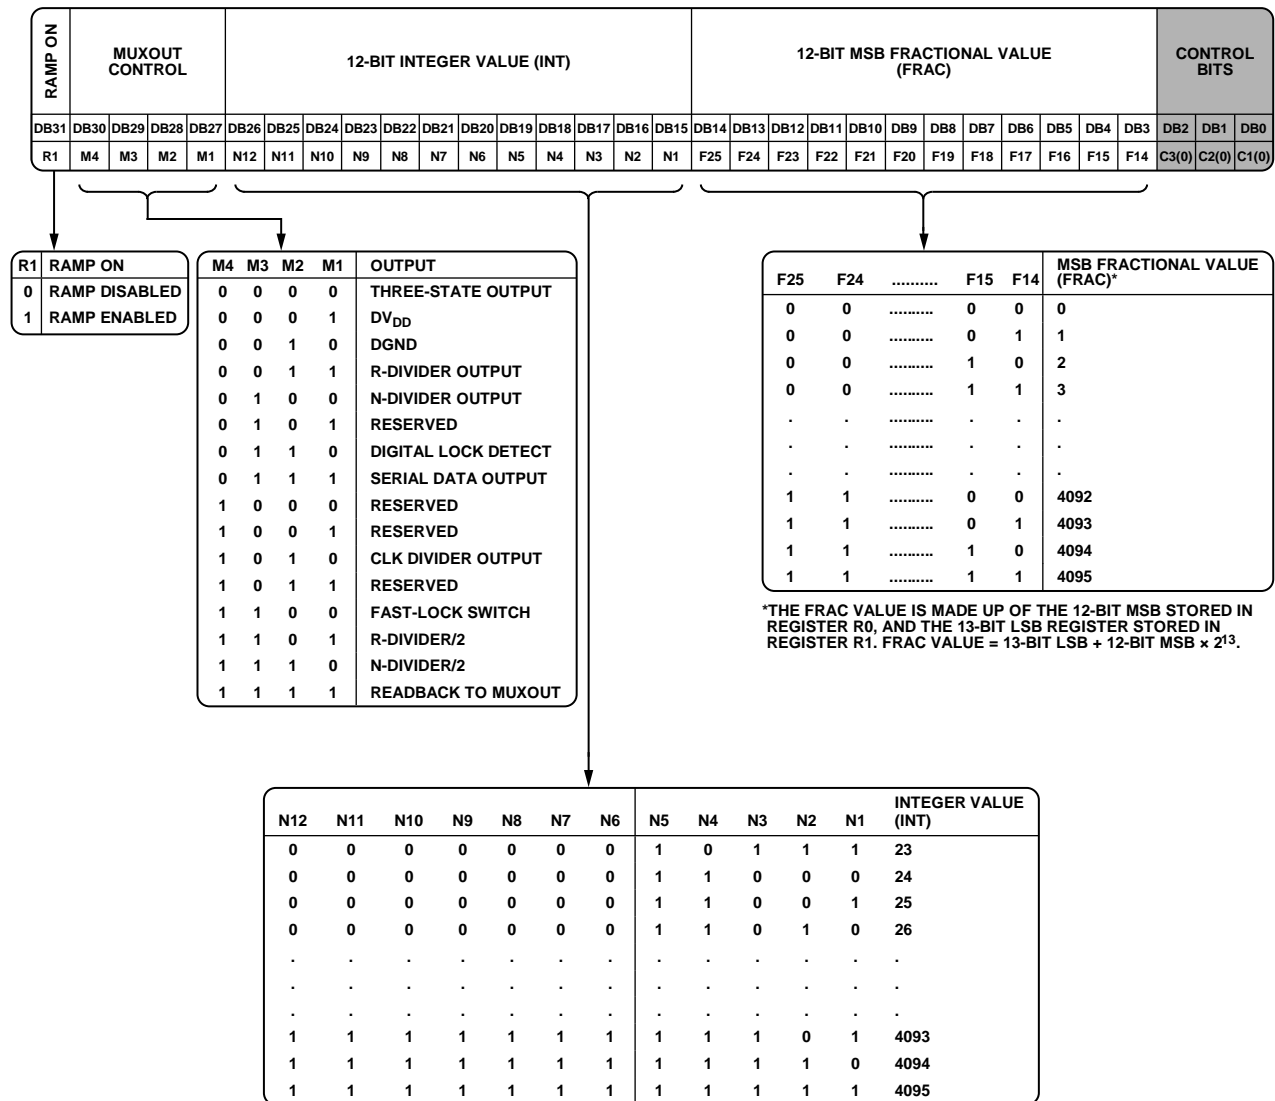 RAMP ON
MUXOUT
CONTROL
12-BIT INTEGER VALUE (INT)
12-BIT MSB FRACTIONAL VALUE
(FRAC)
CONTROL
BITS
DB31 DB30 DB29 DB28 DB27 DB26 DB25 DB24 DB23 DB22 DB21 DB20 DB19 DB18 DB17 DB16 DB15 DB14 DB13 DB12 DB11 DB10 DB9 DB8 DB7 DB6 DB5 DB4 DB3 DB2 DB1 DB0
R1 M4 M3 M2 M1 N12 N11 N10 N9 N8 N7 N6 N5 N4 N3 N2 N1 F25 F24 F23 F22 F21 F20 F19 F18 F17 F16 F15 F14 C3(0) C2(0) C1(0)
R1 RAMP ON
0 RAMP DISABLED
1 RAMP ENABLED
M4 M3 M2 M1 OUTPUT
0 0 0 0 THREE-STATE OUTPUT
0 0 0 1 DVDD
0 0 1 0 DGND
0 0 1 1 R-DIVIDER OUTPUT
0 1 0 0 N-DIVIDER OUTPUT
0 1 0 1 RESERVED
0 1 1 0 DIGITAL LOCK DETECT
0 1 1 1 SERIAL DATA OUTPUT
1 0 0 0 RESERVED
1 0 0 1 RESERVED
1 0 1 0 CLK DIVIDER OUTPUT
1 0 1 1 RESERVED
1 1 0 0 FAST-LOCK SWITCH
1 1 0 1 R-DIVIDER/2
1 1 1 0 N-DIVIDER/2
1 1 1 1 READBACK TO MUXOUT
F25 F24 .......... F15 F14 MSB FRACTIONAL VALUE
(FRAC)*
0 0 .......... 0 0 0
0 0 .......... 0 1 1
0 0 .......... 1 0 2
0 0 .......... 1 1 3
. . .......... . . .
. . .......... . . .
. . .......... . . .
1 1 .......... 0 0 4092
1 1 .......... 0 1 4093
1 1 .......... 1 0 4094
1 1 .......... 1 1 4095
*THE FRAC VALUE IS MADE UP OF THE 12-BIT MSB STORED IN
REGISTER R0, AND THE 13-BIT LSB REGISTER STORED IN
REGISTER R1. FRAC VALUE = 13-BIT LSB + 12-BIT MSB × 2¹³.
N12 N11 N10 N9 N8 N7 N6 N5 N4 N3 N2 N1 INTEGER VALUE
(INT)
0 0 0 0 0 0 0 1 0 1 1 1 23
0 0 0 0 0 0 0 1 1 0 0 0 24
0 0 0 0 0 0 0 1 1 0 0 1 25
0 0 0 0 0 0 0 1 1 0 1 0 26
. . . . . . . . . . . . .
. . . . . . . . . . . . .
. . . . . . . . . . . . .
1 1 1 1 1 1 1 1 1 1 0 1 4093
1 1 1 1 1 1 1 1 1 1 1 0 4094
1 1 1 1 1 1 1 1 1 1 1 1 4095